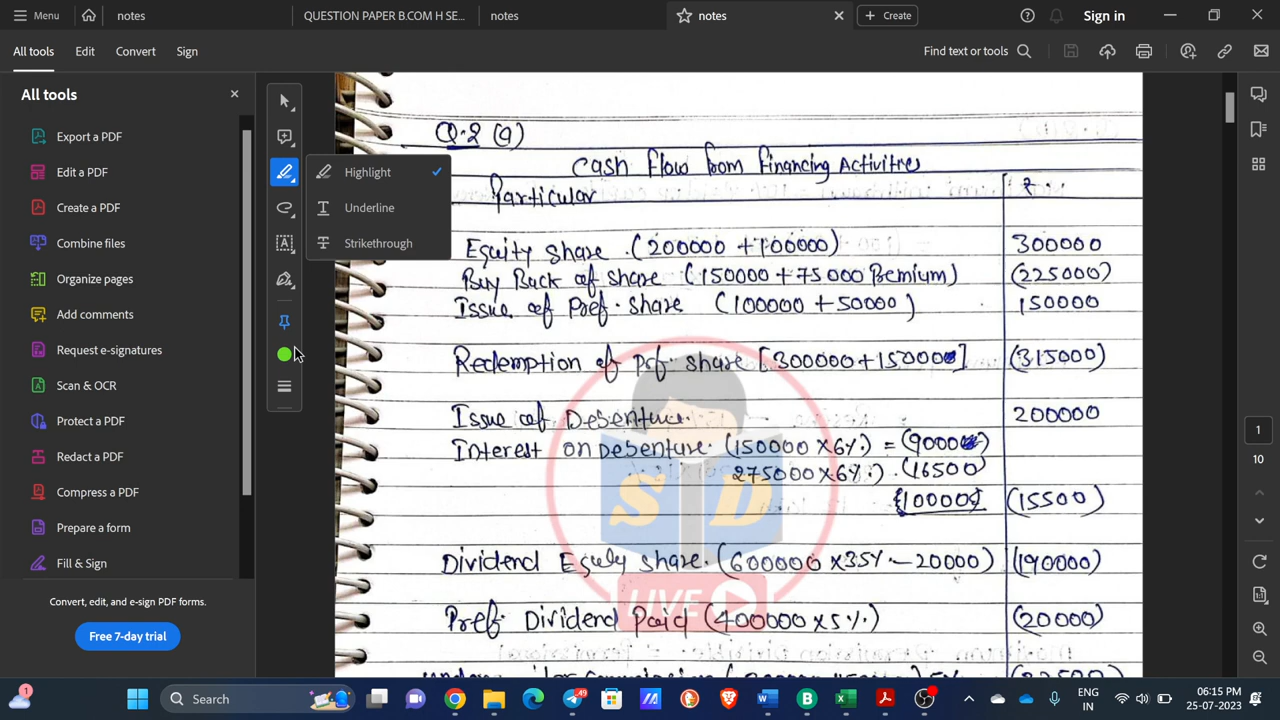 Menu
notes
QUESTION PAPER B.COM H SE...
notes
notes
Create
Sign in
All tools
Edit
Convert
Sign
Find text or tools
All tools
Export a PDF
PDF
Create a PDF
Combine files
Organize pages
Add comments
Request e-signatures
Scan & OCR
Protect a PDF
Redact a PDF
Compress a PDF
Prepare a form
Fill & Sign
Convert, edit and e-sign PDF forms.
Free 7-day trial
Highlight
Underline
Strikethrough
Q.2 (a)
Cash flow from Financing Activities
Particular ₹
Equity share (200000 + 100000) 300000
Buy Back of share (150000 + 75000 Premium) (225000)
Issue of Pref. share (100000 + 50000) 150000
Redemption of Prf. share [300000 + 15000] (315000)
Issue of Debenture. 200000
Interest on Debenture. (150000 × 6%) = (9000)
275000 × 6%) (16500)
(15500)
Dividend Equity share. (600000 × 35% – 20000) (190000)
Pref. Dividend Paid (400000 × 5%) (20000)
SD
LIVE
1
10
1
Search
49
ENG
IN
06:15 PM
25-07-2023